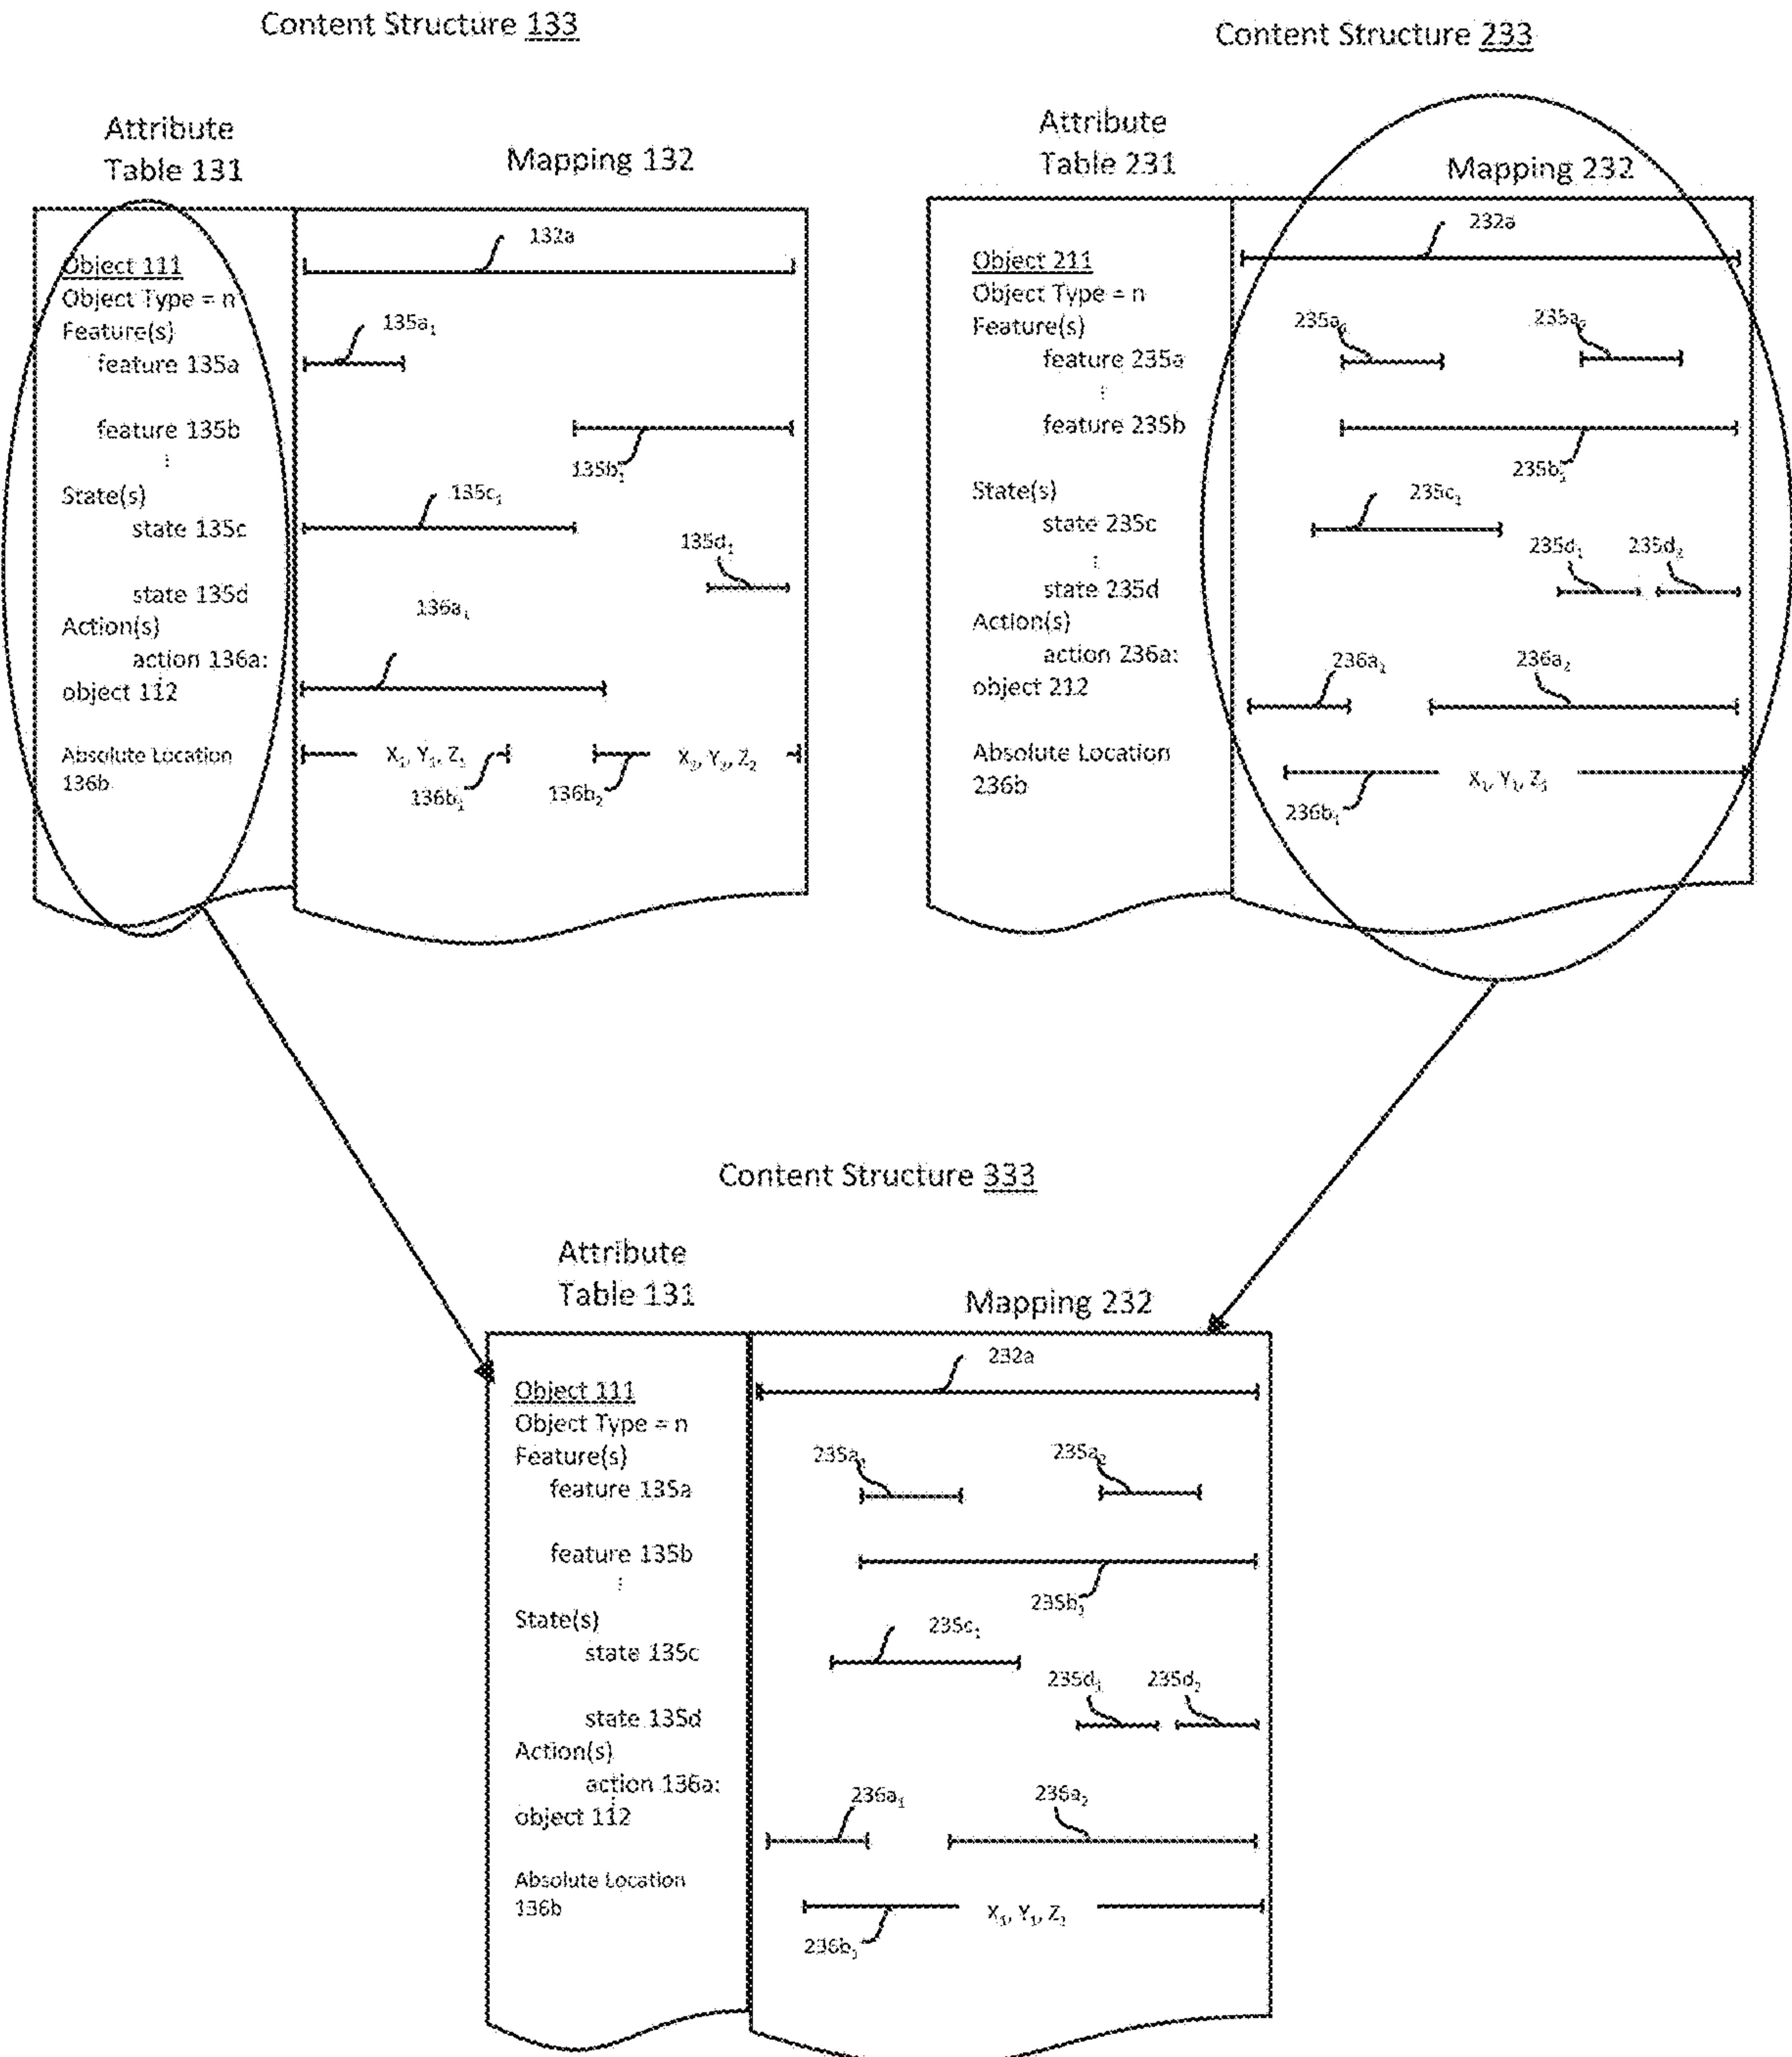 Content Structure 133
Attribute
Table 131
Mapping 132
132a
Object 111
Object Type = n
Feature(s)
135a₁
feature 135a
feature 135b
⋮
135b₁
State(s)
135c₁
state 135c
135d₁
state 135d
136a₁
Action(s)
action 136a:
object 112
Absolute Location
136b
X₁, Y₁, Z₁
X₂, Y₂, Z₂
136b₁
136b₂
Content Structure 233
Attribute
Table 231
Mapping 232
232a
Object 211
Object Type = n
Feature(s)
feature 235a
⋮
feature 235b
235b₁
State(s)
235c₁
state 235c
⋮
235d₁
235d₂
state 235d
Action(s)
action 236a:
236a₁
236a₂
object 212
Absolute Location
236b
X₁, Y₁, Z₁
236b₁
Content Structure 333
Attribute
Table 131
Mapping 232
232a
Object 111
Object Type = n
Feature(s)
235a₁
235a₂
feature 135a
feature 135b
⋮
235b₁
State(s)
235c₁
state 135c
235d₁
235d₂
state 135d
Action(s)
action 136a:
236a₁
236a₂
object 112
Absolute Location
136b
X₁, Y₁, Z₁
236b₁